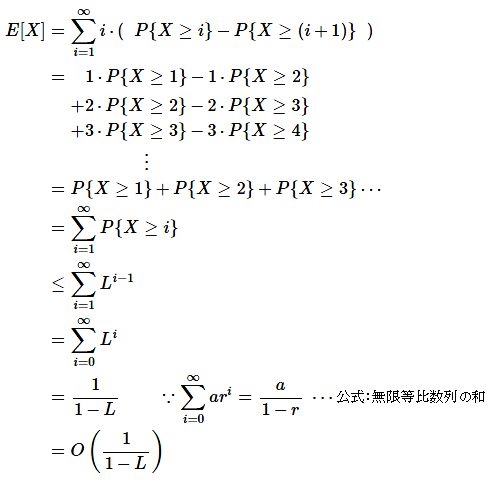 E[X] = \sum_{i=1}^{\infty} i \cdot ( P\{X \geq i\} - P\{X \geq (i+1)\} )
= 1 \cdot P\{X \geq 1\} - 1 \cdot P\{X \geq 2\}
+2 \cdot P\{X \geq 2\} - 2 \cdot P\{X \geq 3\}
+3 \cdot P\{X \geq 3\} - 3 \cdot P\{X \geq 4\}
\vdots
= P\{X \geq 1\} + P\{X \geq 2\} + P\{X \geq 3\} \cdots
= \sum_{i=1}^{\infty} P\{X \geq i\}
\leq \sum_{i=1}^{\infty} L^{i-1}
= \sum_{i=0}^{\infty} L^{i}
= \frac{1}{1-L} \because \sum_{i=0}^{\infty} ar^{i} = \frac{a}{1-r} \cdots 公式:無限等比数列の和
= O\left(\frac{1}{1-L}\right)